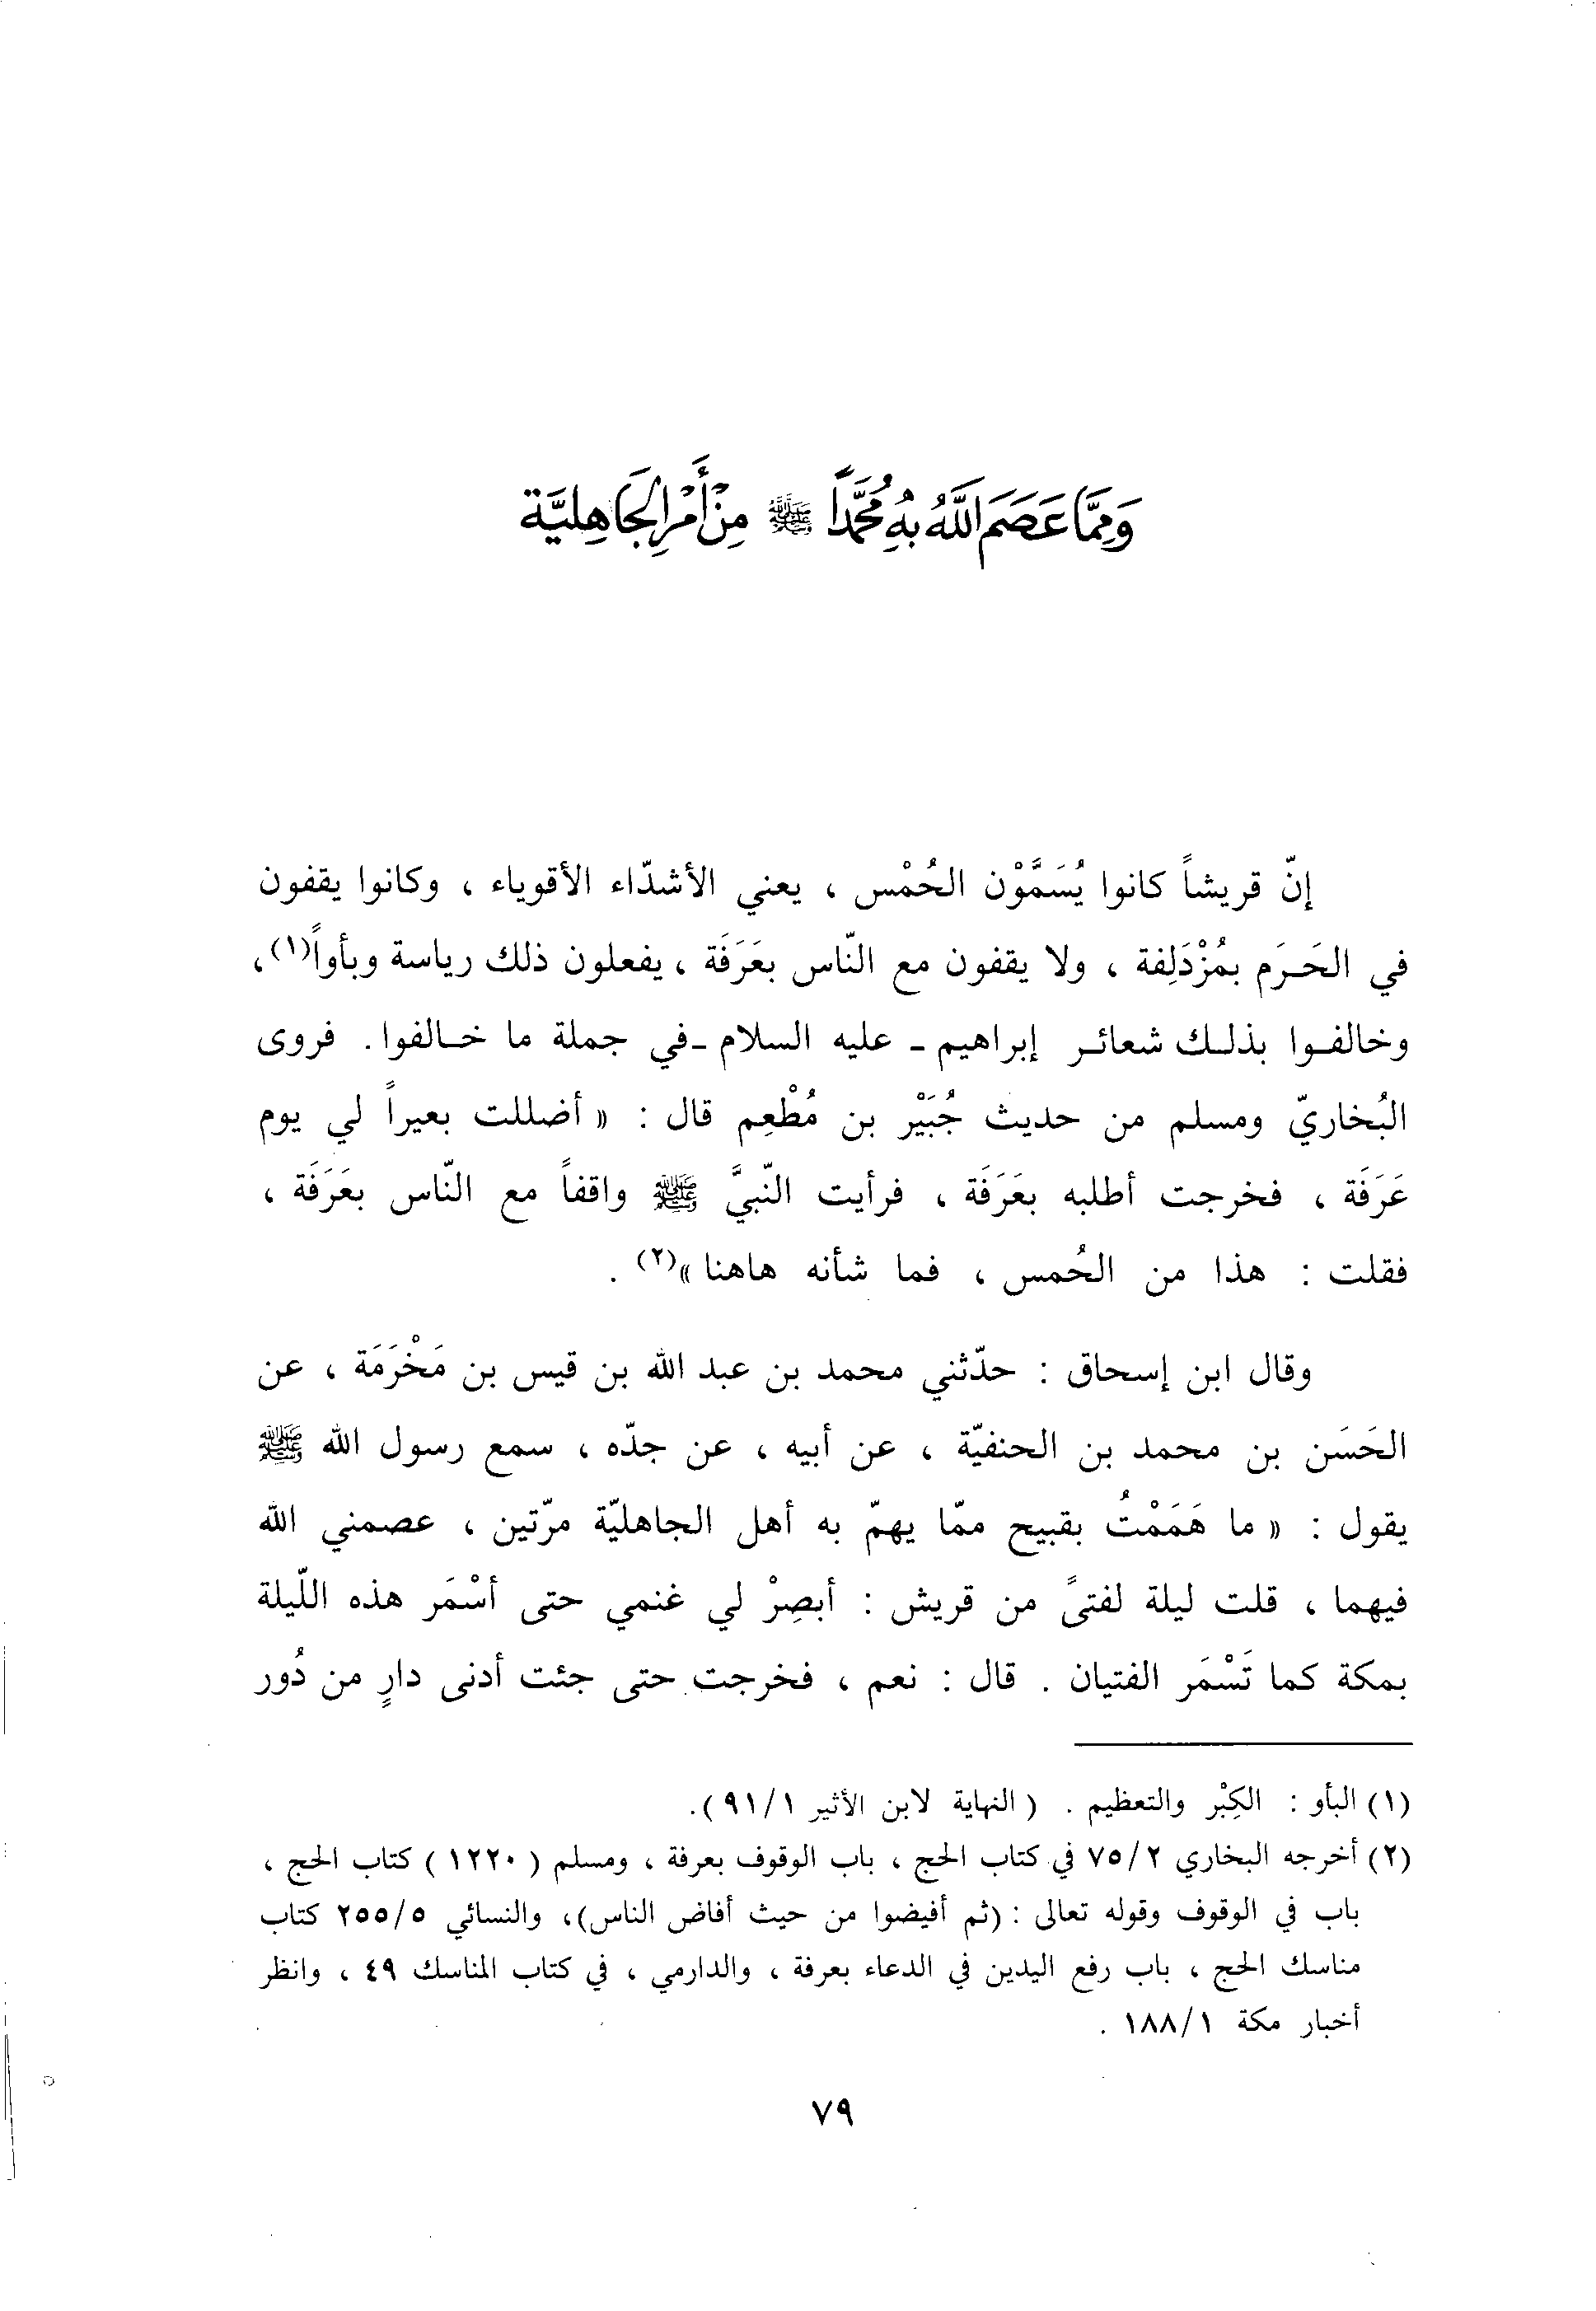 وَمِمَّا عَصَمَ اللَّهُ بِهِ مُحَمَّداً ﷺ مِنْ أَمْرِ الجَاهِلِيَّة
إنّ قريشاً كانوا يُسَمَّوْن الحُمْس ، يعني الأشدّاء الأقوياء ، وكانوا يقفون
في الحَرَم بمُزْدَلِفة ، ولا يقفون مع النّاس بعَرَفَة ، يفعلون ذلك رياسة وبأواً(١)،
وخالفوا بذلك شعائر إبراهيم ـ عليه السلام ـ في جملة ما خالفوا. فروى
البُخاريّ ومسلم من حديث جُبَيْر بن مُطْعِم قال : « أضللت بعيراً لي يوم
عَرَفَة ، فخرجت أطلبه بعَرَفَة ، فرأيت النّبيَّ ﷺ واقفاً مع النّاس بعَرَفَة ،
فقلت : هذا من الحُمس ، فما شأنه هاهنا »(٢) .
وقال ابن إسحاق : حدّثني محمد بن عبد الله بن قيس بن مَخْرَمَة ، عن
الحَسَن بن محمد بن الحنفيّة ، عن أبيه ، عن جدّه ، سمع رسول الله ﷺ
يقول : « ما هَمَمْتُ بقبيح ممّا يهمّ به أهل الجاهليّة مرّتين ، عصمني الله
فيهما ، قلت ليلة لفتىً من قريش : أبصِرْ لي غنمي حتى أسْمَر هذه اللّيلة
بمكة كما تَسْمَر الفتيان . قال : نعم ، فخرجت حتى جئت أدنى دارٍ من دُور
(١) البأو : الكِبْر والتعظيم . ( النهاية لابن الأثير ٩١/١).
(٢) أخرجه البخاري ٧٥/٢ في كتاب الحج ، باب الوقوف بعرفة ، ومسلم ( ١٢٢٠ ) كتاب الحج ،
باب في الوقوف وقوله تعالى : (ثم أفيضوا من حيث أفاض الناس)، والنسائي ٢٥٥/٥ كتاب
مناسك الحج ، باب رفع اليدين في الدعاء بعرفة ، والدارمي ، في كتاب المناسك ٤٩ ، وانظر
أخبار مكة ١٨٨/١ .
٧٩